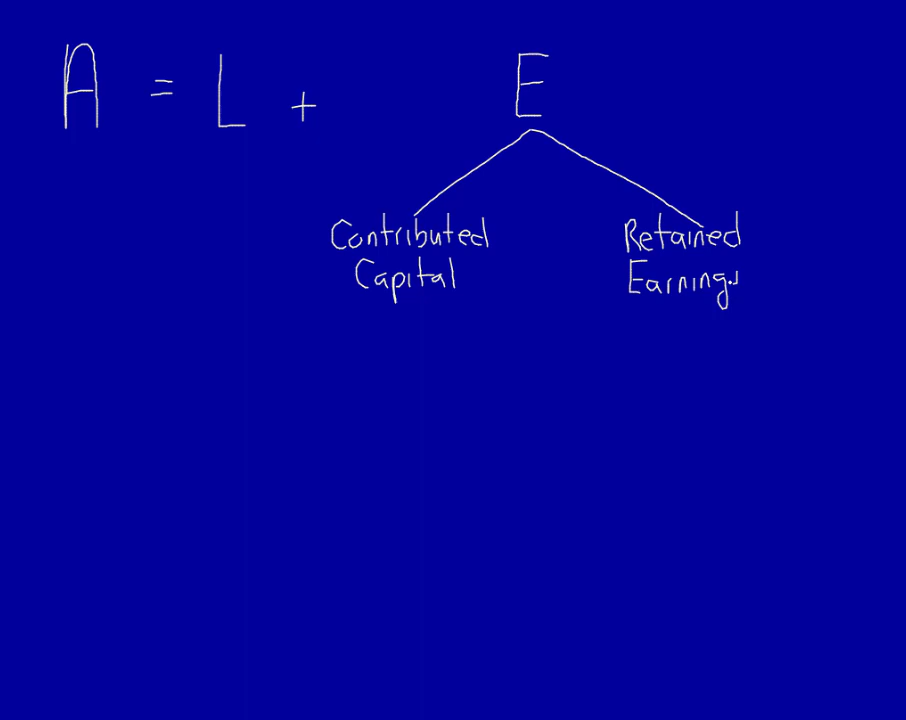 A = L + E
Contributed Retained
Capital Earnings